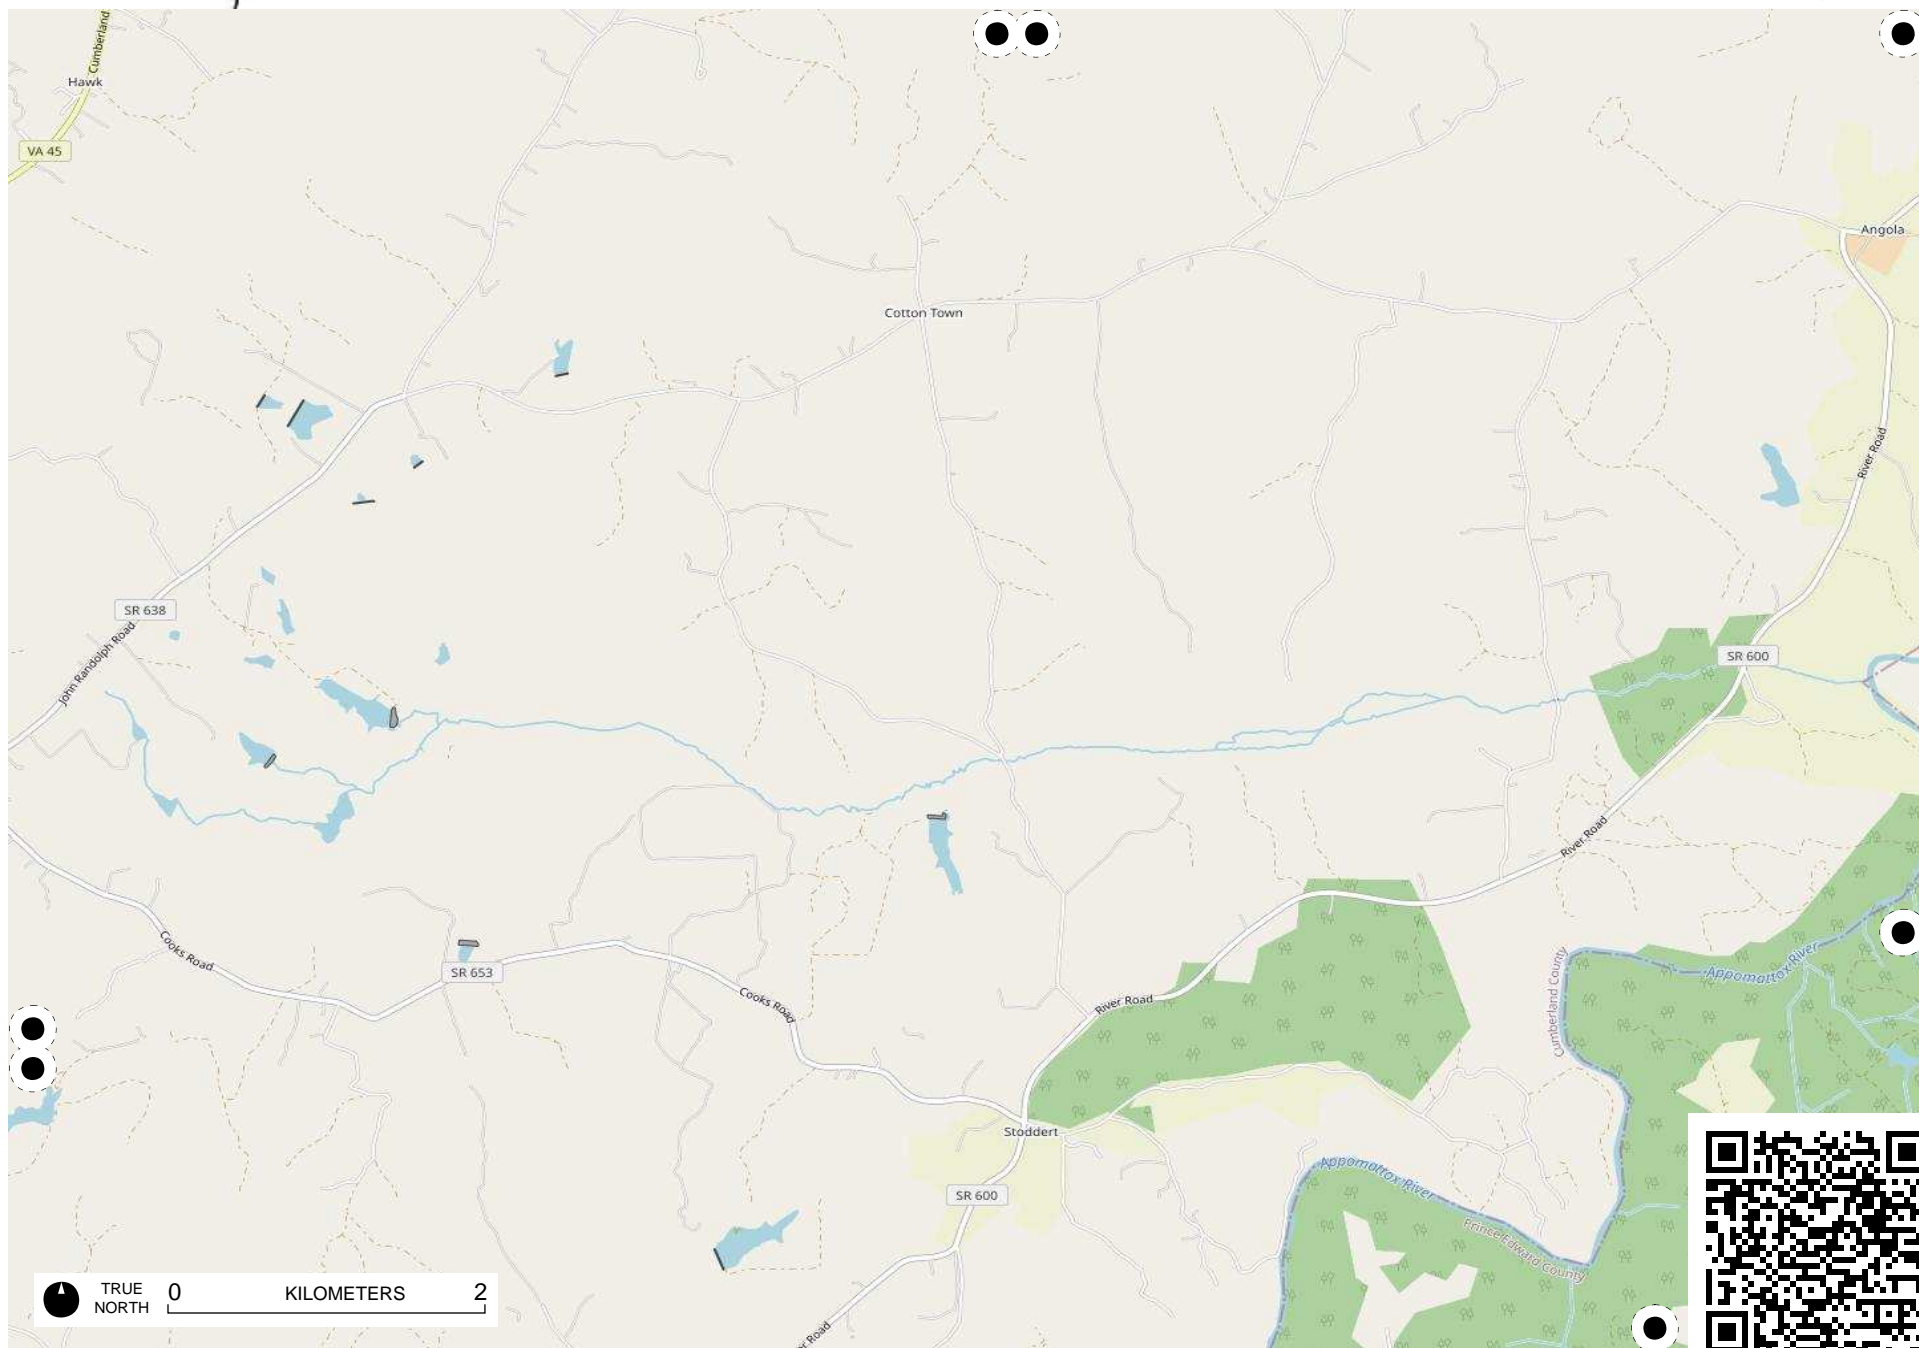 Cumberland
Hawk
VA 45
Angola
Cotton Town
River Road
SR 638
John Randolph Road
SR 600
River Road
Cooks Road
SR 653
Cooks Road
River Road
Appomattox River
Cumberland County
Stoddert
Appomattox River
SR 600
Prince Edward County
TRUE
NORTH
0 KILOMETERS 2
er Road